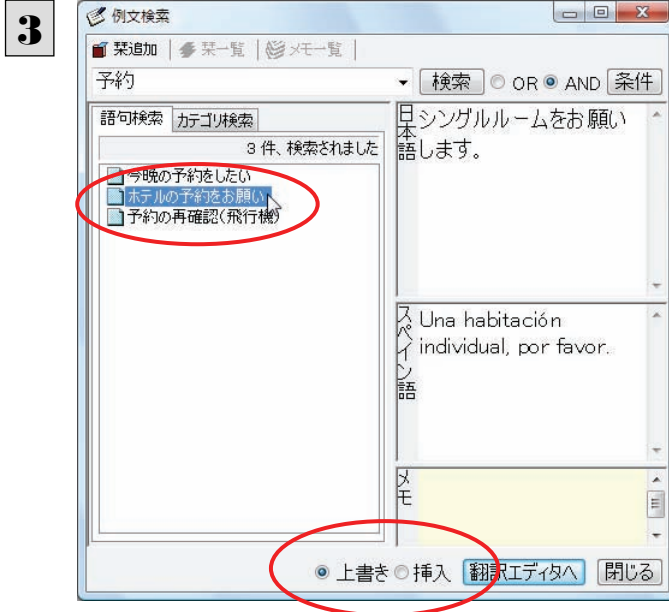 3
例文検索
栞追加 栞一覧 メモ一覧
予約 検索 OR AND 条件
語句検索 カテゴリ検索
3 件、検索されました
今晩の予約をしたい
ホテルの予約をお願い
予約の再確認(飛行機)
日本語
シングルルームをお願い
します。
スペイン語
Una habitación
individual, por favor.
メモ
上書き 挿入 翻訳エディタへ 閉じる